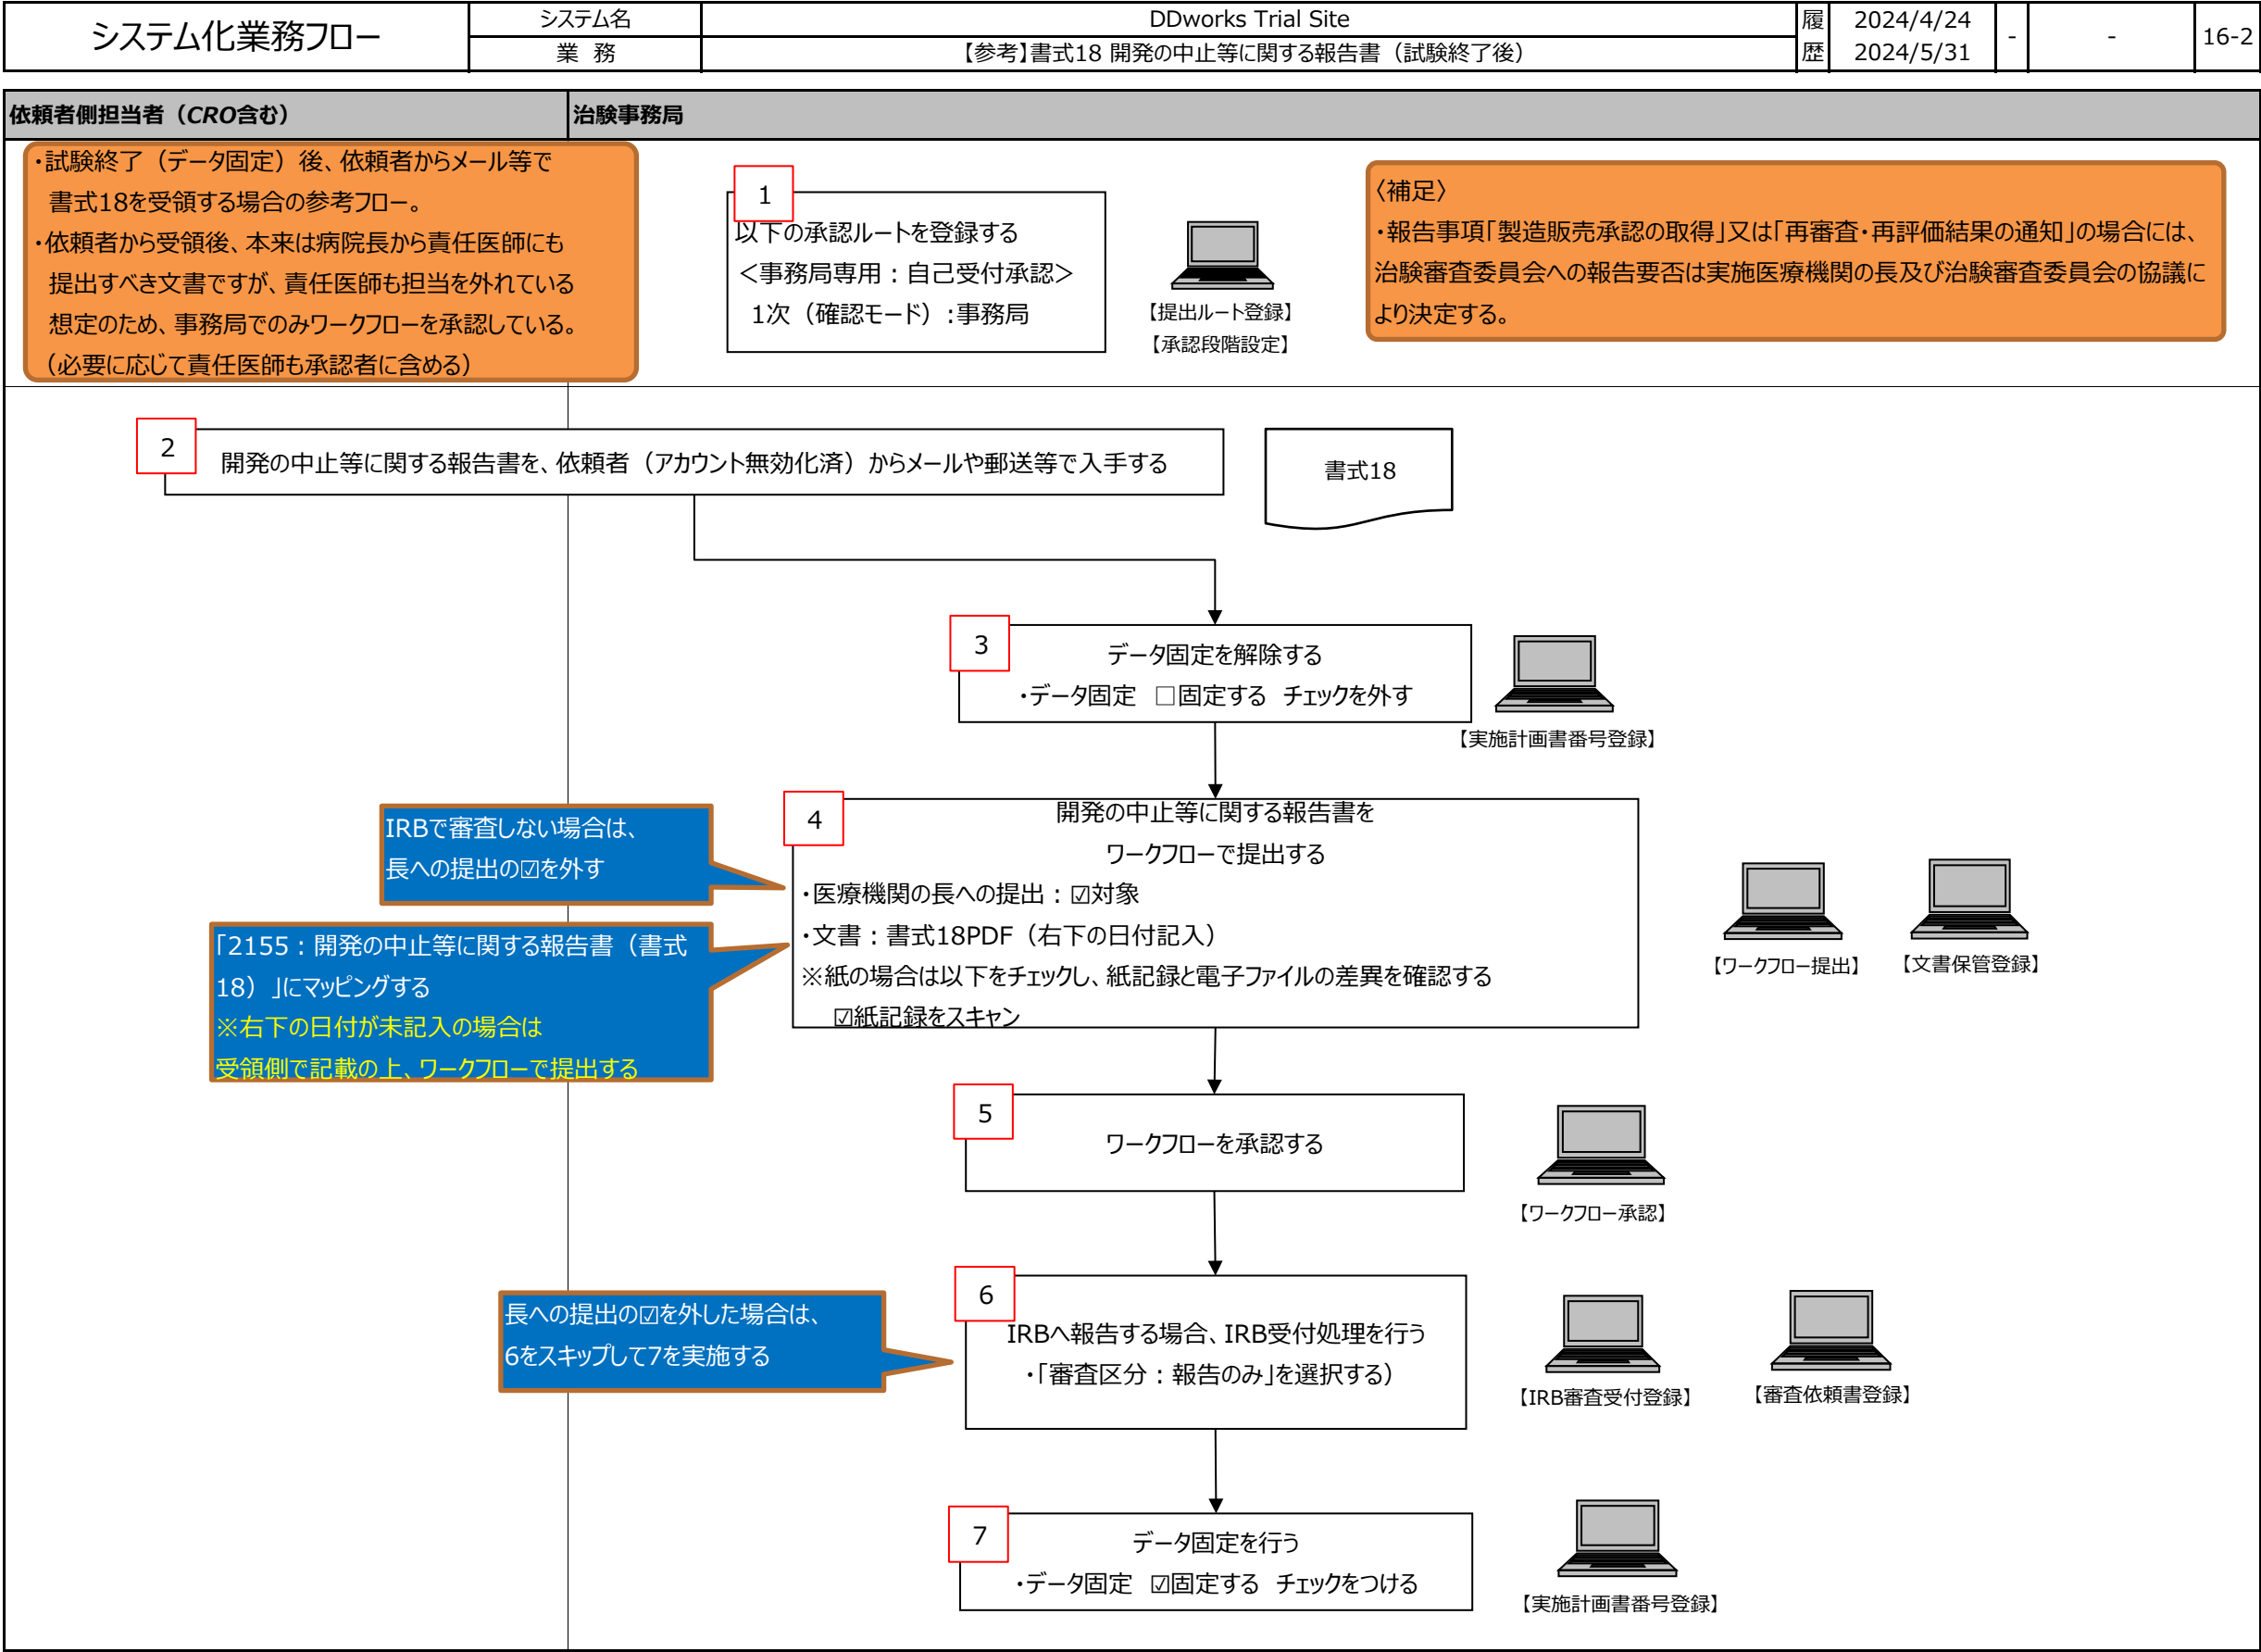 システム化業務フロー
システム名
DDworks Trial Site
業 務
【参考】書式18 開発の中止等に関する報告書（試験終了後）
履歴
2024/4/24
2024/5/31
-
-
16-2
依頼者側担当者（CRO含む）
治験事務局
・試験終了（データ固定）後、依頼者からメール等で
書式18を受領する場合の参考フロー。
・依頼者から受領後、本来は病院長から責任医師にも
提出すべき文書ですが、責任医師も担当を外れている
想定のため、事務局でのみワークフローを承認している。
（必要に応じて責任医師も承認者に含める）
1
以下の承認ルートを登録する
＜事務局専用：自己受付承認＞
1次（確認モード）:事務局
【提出ルート登録】
【承認段階設定】
〈補足〉
・報告事項「製造販売承認の取得」又は「再審査・再評価結果の通知」の場合には、
治験審査委員会への報告要否は実施医療機関の長及び治験審査委員会の協議に
より決定する。
2
開発の中止等に関する報告書を、依頼者（アカウント無効化済）からメールや郵送等で入手する
書式18
3
データ固定を解除する
・データ固定　□固定する　チェックを外す
【実施計画書番号登録】
IRBで審査しない場合は、
長への提出の☑を外す
4
開発の中止等に関する報告書を
ワークフローで提出する
・医療機関の長への提出：☑対象
・文書：書式18PDF（右下の日付記入）
※紙の場合は以下をチェックし、紙記録と電子ファイルの差異を確認する
☑紙記録をスキャン
【ワークフロー提出】
【文書保管登録】
「2155：開発の中止等に関する報告書（書式
18）」にマッピングする
※右下の日付が未記入の場合は
受領側で記載の上、ワークフローで提出する
5
ワークフローを承認する
【ワークフロー承認】
長への提出の☑を外した場合は、
6をスキップして7を実施する
6
IRBへ報告する場合、IRB受付処理を行う
・「審査区分：報告のみ」を選択する）
【IRB審査受付登録】
【審査依頼書登録】
7
データ固定を行う
・データ固定　☑固定する　チェックをつける
【実施計画書番号登録】